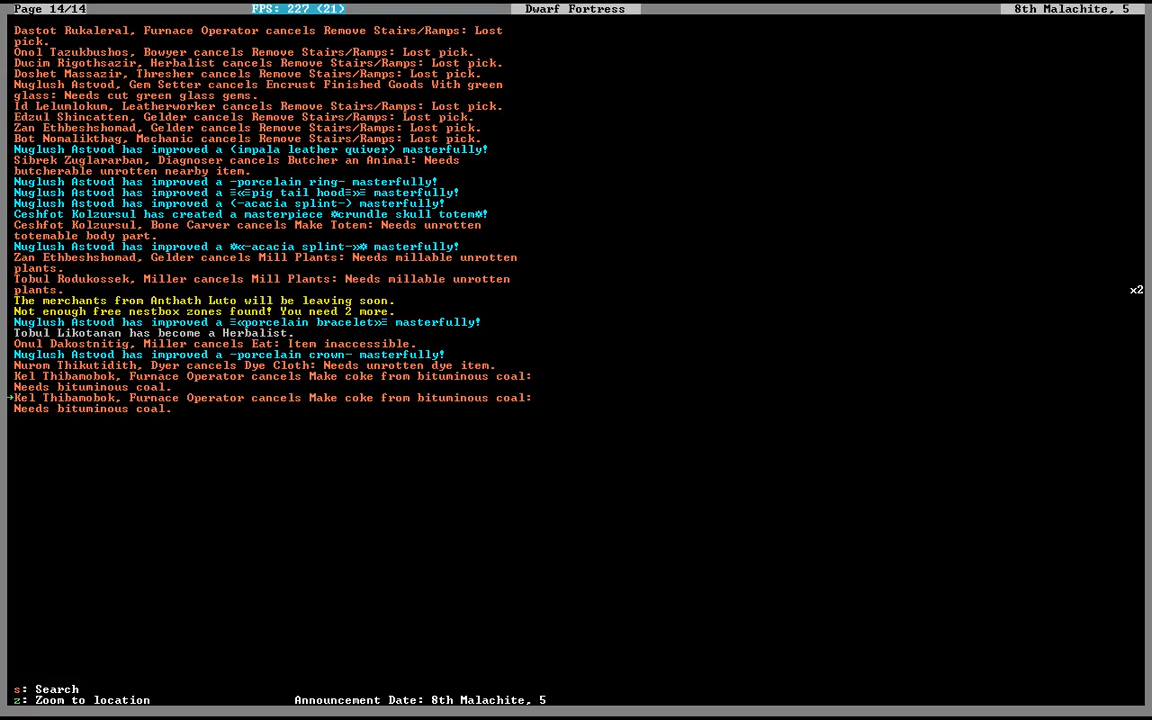 Page 14/14 FPS: 227 (21) Dwarf Fortress 8th Malachite, 5
Dastot Rukaleral, Furnace Operator cancels Remove Stairs/Ramps: Lost
pick.
Onol Tazukbushos, Bowyer cancels Remove Stairs/Ramps: Lost pick.
Ducim Rigothsazir, Herbalist cancels Remove Stairs/Ramps: Lost pick.
Doshet Massazir, Thresher cancels Remove Stairs/Ramps: Lost pick.
Nuglush Astvod, Gem Setter cancels Encrust Finished Goods With green
glass: Needs cut green glass gems.
Id Lelumlokum, Leatherworker cancels Remove Stairs/Ramps: Lost pick.
Edzul Shincatten, Gelder cancels Remove Stairs/Ramps: Lost pick.
Zan Ethbeshshomad, Gelder cancels Remove Stairs/Ramps: Lost pick.
Bot Nomalikthag, Mechanic cancels Remove Stairs/Ramps: Lost pick.
Nuglush Astvod has improved a (impala leather quiver) masterfully!
Sibrek Zuglararban, Diagnoser cancels Butcher an Animal: Needs
butcherable unrotten nearby item.
Nuglush Astvod has improved a -porcelain ring- masterfully!
Nuglush Astvod has improved a ≡«≡pig tail hood≡»≡ masterfully!
Nuglush Astvod has improved a (-acacia splint-) masterfully!
Ceshfot Kolzursul has created a masterpiece ☼crundle skull totem☼!
Ceshfot Kolzursul, Bone Carver cancels Make Totem: Needs unrotten
totemable body part.
Nuglush Astvod has improved a ☼«-acacia splint-»☼ masterfully!
Zan Ethbeshshomad, Gelder cancels Mill Plants: Needs millable unrotten
plants.
Tobul Rodukossek, Miller cancels Mill Plants: Needs millable unrotten
plants.
x2
The merchants from Anthath Luto will be leaving soon.
Not enough free nestbox zones found! You need 2 more.
Nuglush Astvod has improved a ≡«porcelain bracelet»≡ masterfully!
Tobul Likotanan has become a Herbalist.
Onul Dakostnitig, Miller cancels Eat: Item inaccessible.
Nuglush Astvod has improved a -porcelain crown- masterfully!
Nurom Thikutidith, Dyer cancels Dye Cloth: Needs unrotten dye item.
Kel Thibamobok, Furnace Operator cancels Make coke from bituminous coal:
Needs bituminous coal.
→Kel Thibamobok, Furnace Operator cancels Make coke from bituminous coal:
Needs bituminous coal.
s: Search
z: Zoom to location Announcement Date: 8th Malachite, 5